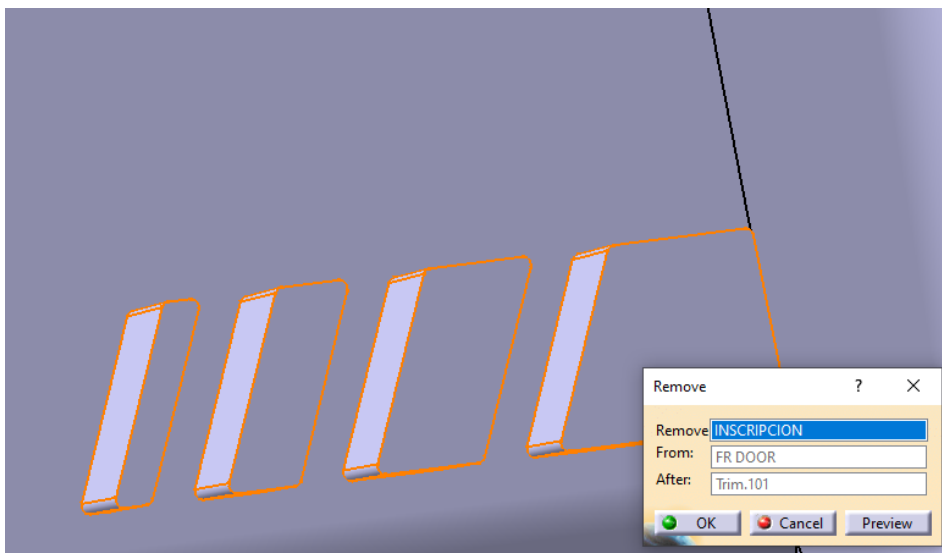 Remove ? ×
Remove INSCRIPCION
From: FR DOOR
After: Trim.101
OK Cancel Preview